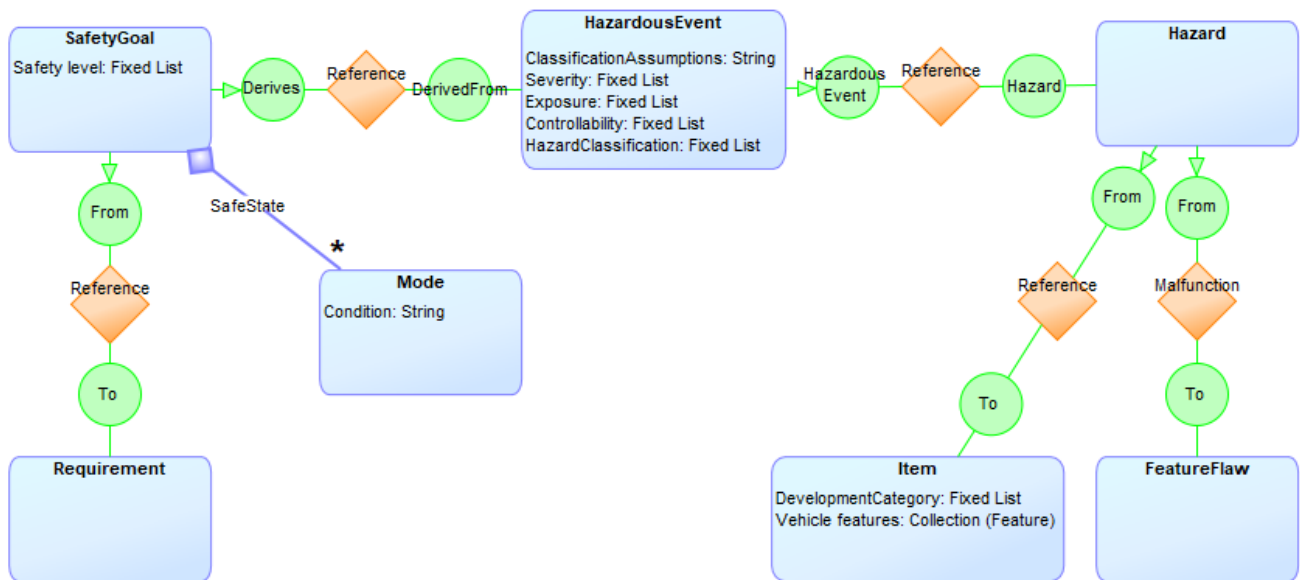 SafetyGoal
Safety level: Fixed List
Derives
Reference
DerivedFrom
HazardousEvent
ClassificationAssumptions: String
Severity: Fixed List
Exposure: Fixed List
Controllability: Fixed List
HazardClassification: Fixed List
Hazardous
Event
Reference
Hazard
Hazard
From
SafeState
*
Mode
Condition: String
From
From
Reference
Reference
Malfunction
To
To
To
Requirement
Item
DevelopmentCategory: Fixed List
Vehicle features: Collection (Feature)
FeatureFlaw